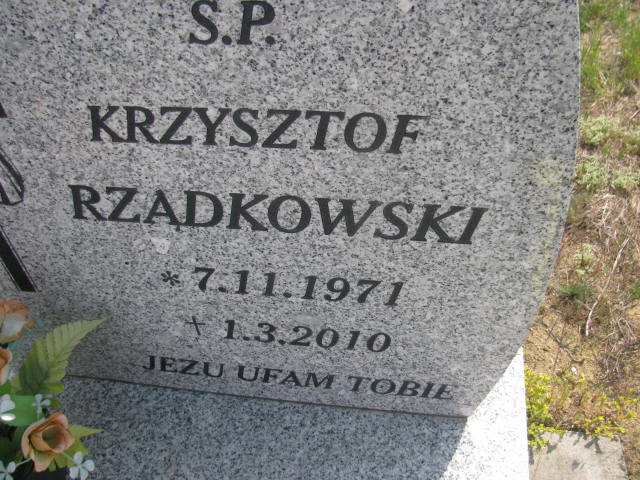 S.P.
KRZYSZTOF
RZĄDKOWSKI
* 7.11.1971
† 1.3.2010
JEZU UFAM TOBIE